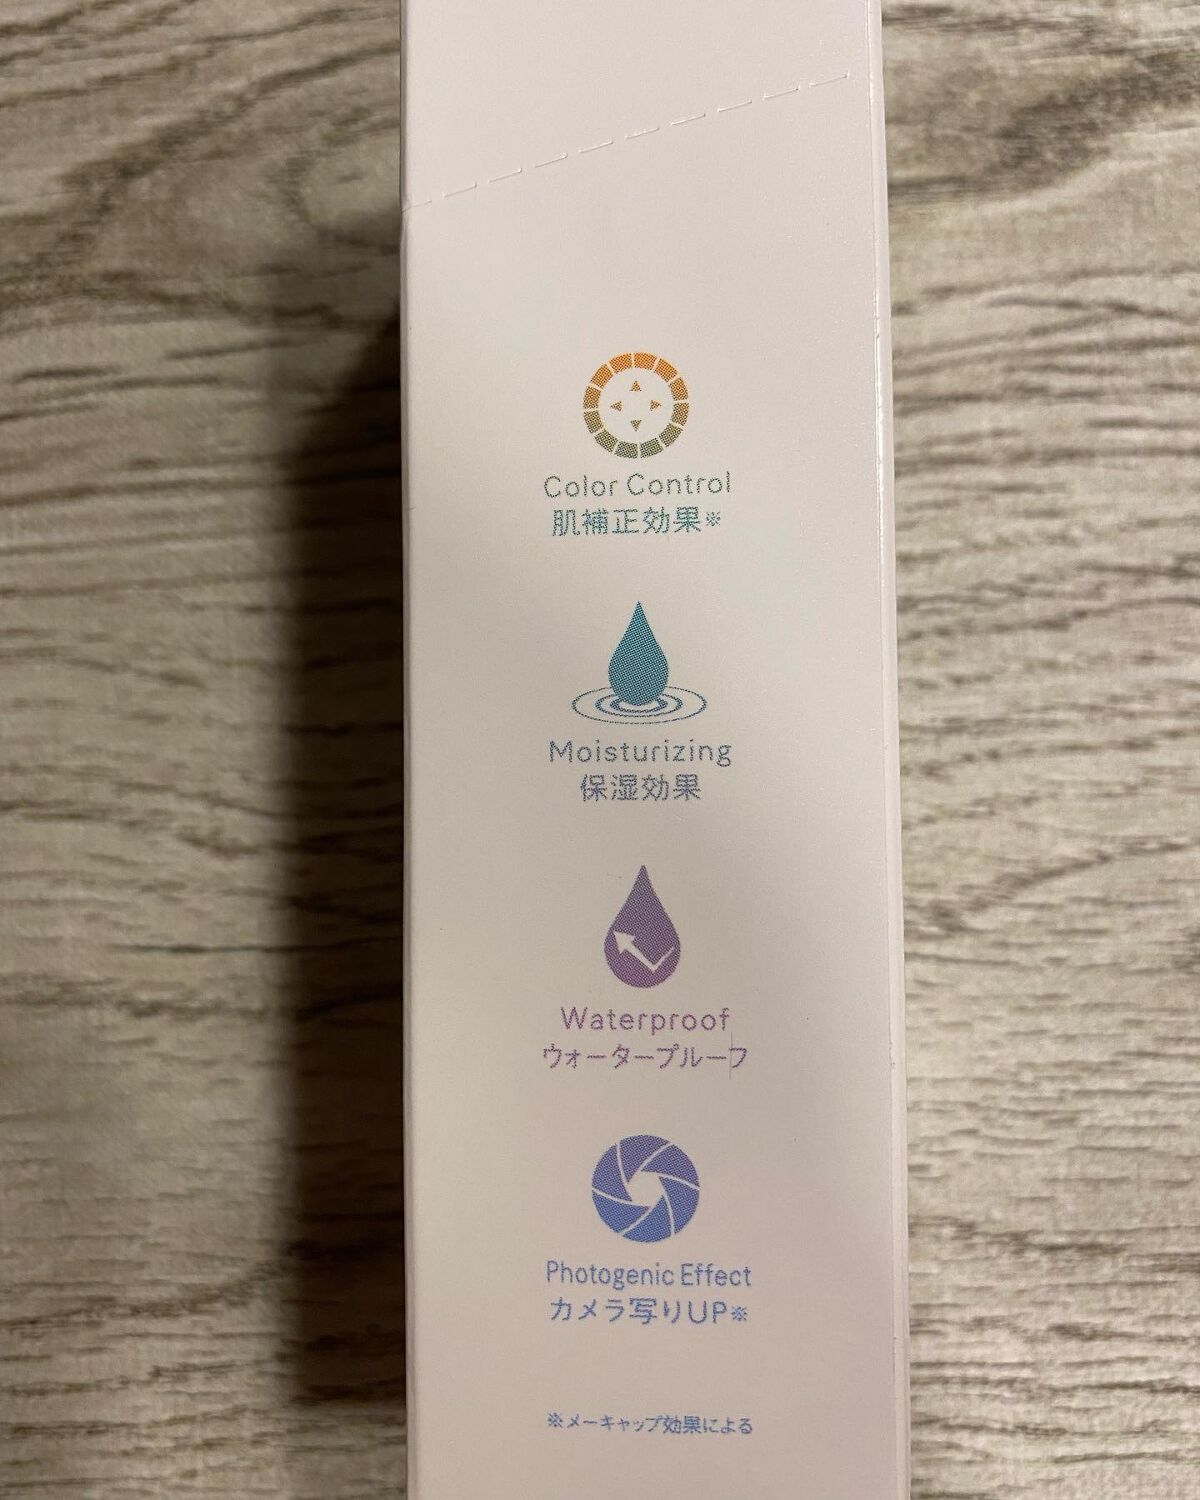 Color Control
肌補正効果※
Moisturizing
保湿効果
Waterproof
ウォータープルーフ
Photogenic Effect
カメラ写りUP※
※メーキャップ効果による